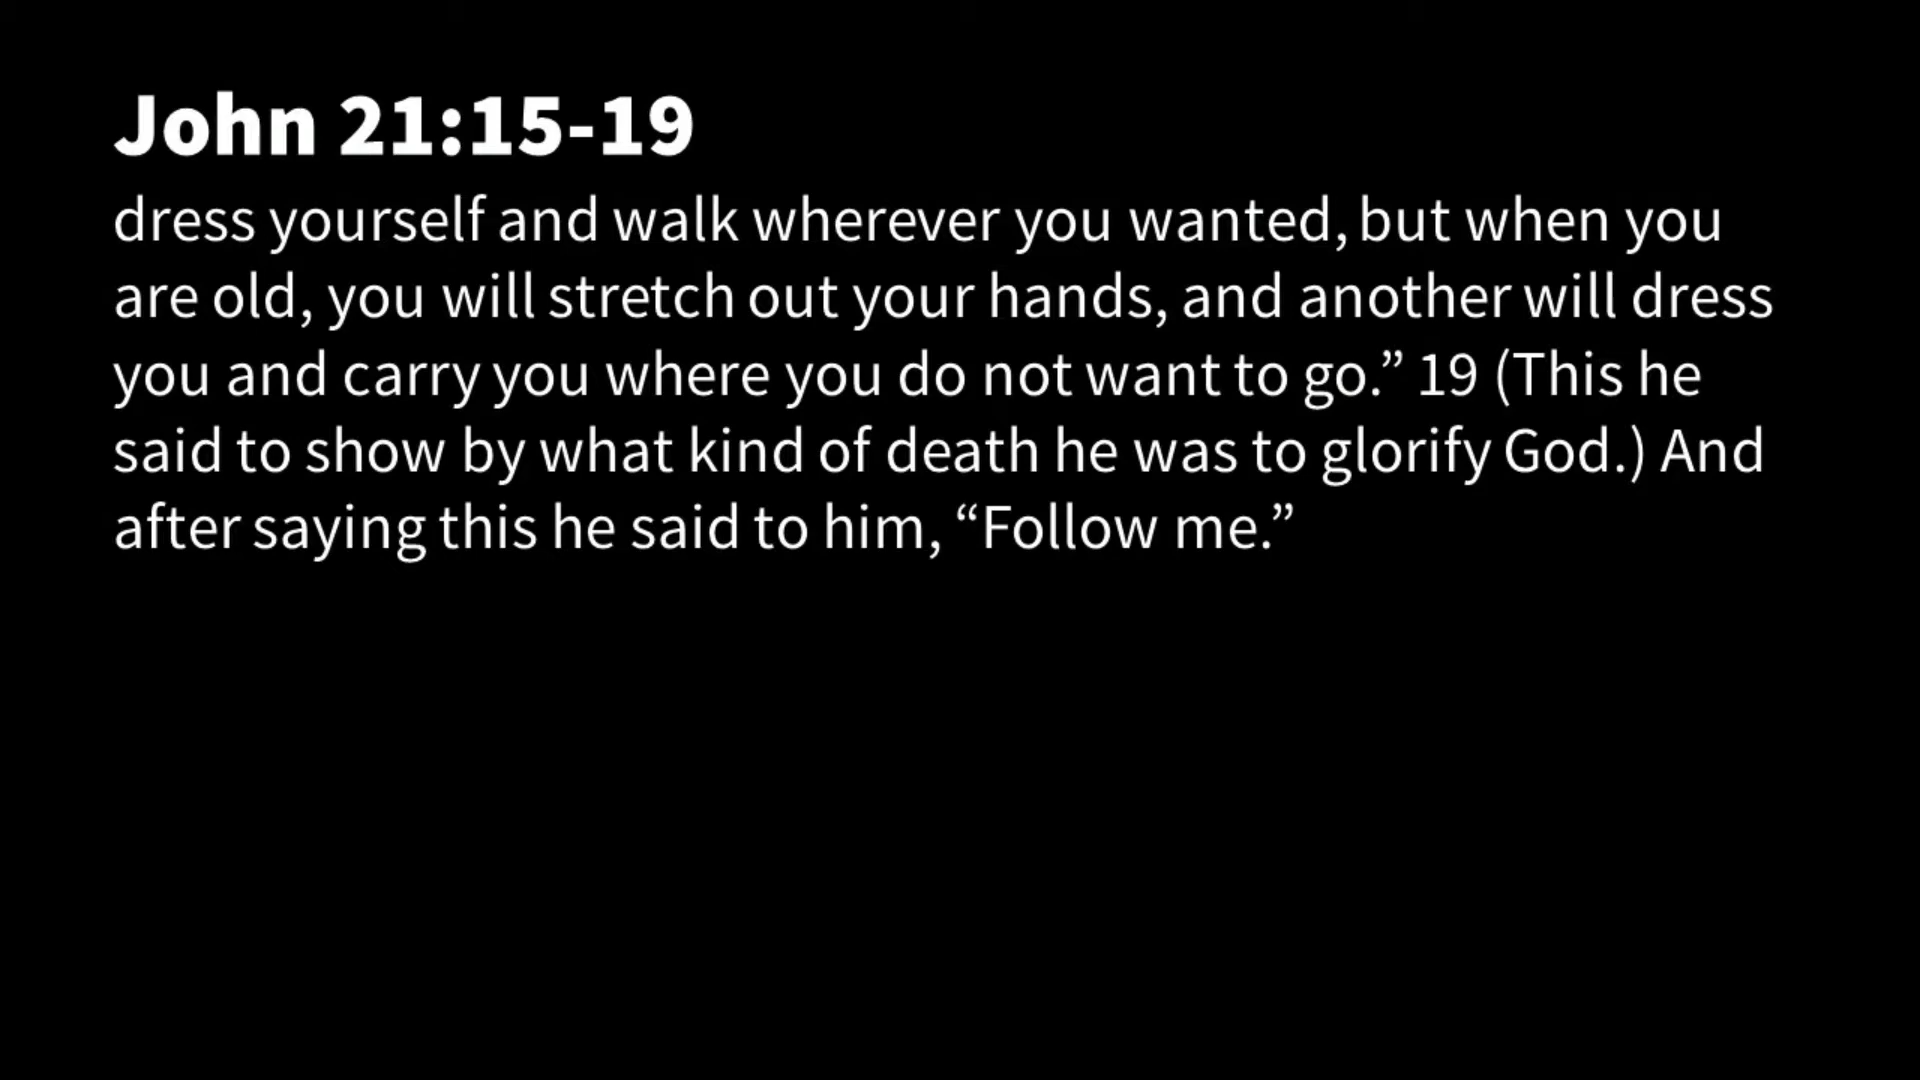 John 21:15-19
dress yourself and walk wherever you wanted, but when you
are old, you will stretch out your hands, and another will dress
you and carry you where you do not want to go.” 19 (This he
said to show by what kind of death he was to glorify God.) And
after saying this he said to him, “Follow me.”